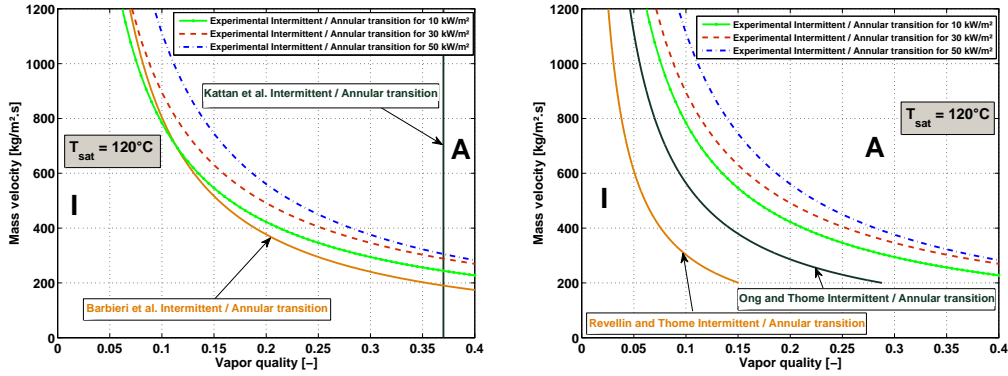 Experimental Intermittent / Annular transition for 10 kW/m²
Experimental Intermittent / Annular transition for 30 kW/m²
Experimental Intermittent / Annular transition for 50 kW/m²
Kattan et al. Intermittent / Annular transition
A
T_sat = 120°C
I
Barbieri et al. Intermittent / Annular transition
Mass velocity [kg/m².s]
1200
1000
800
600
400
200
0
0
0.05
0.1
0.15
0.2
0.25
0.3
0.35
0.4
Vapor quality [–]
Experimental Intermittent / Annular transition for 10 kW/m²
Experimental Intermittent / Annular transition for 30 kW/m²
Experimental Intermittent / Annular transition for 50 kW/m²
T_sat = 120°C
A
I
Ong and Thome Intermittent / Annular transition
Revellin and Thome Intermittent / Annular transition
Mass velocity [kg/m².s]
1200
1000
800
600
400
200
0
0
0.05
0.1
0.15
0.2
0.25
0.3
0.35
0.4
Vapor quality [–]